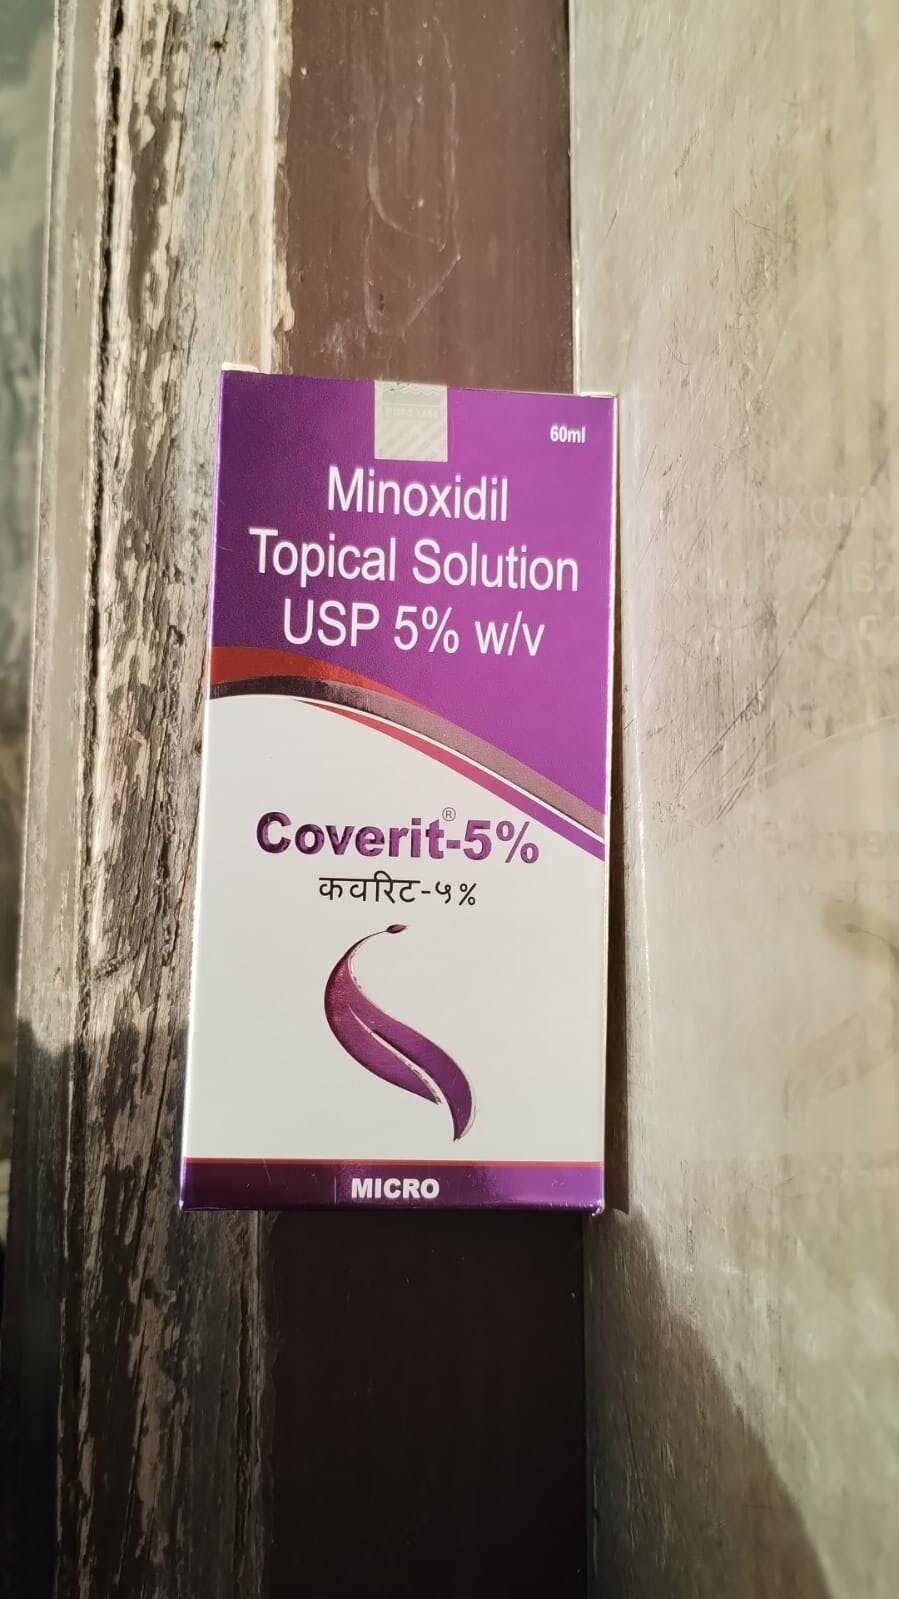 60ml
Minoxidil
Topical Solution
USP 5% w/v
Coverit®-5%
कवरिट-५%
MICRO